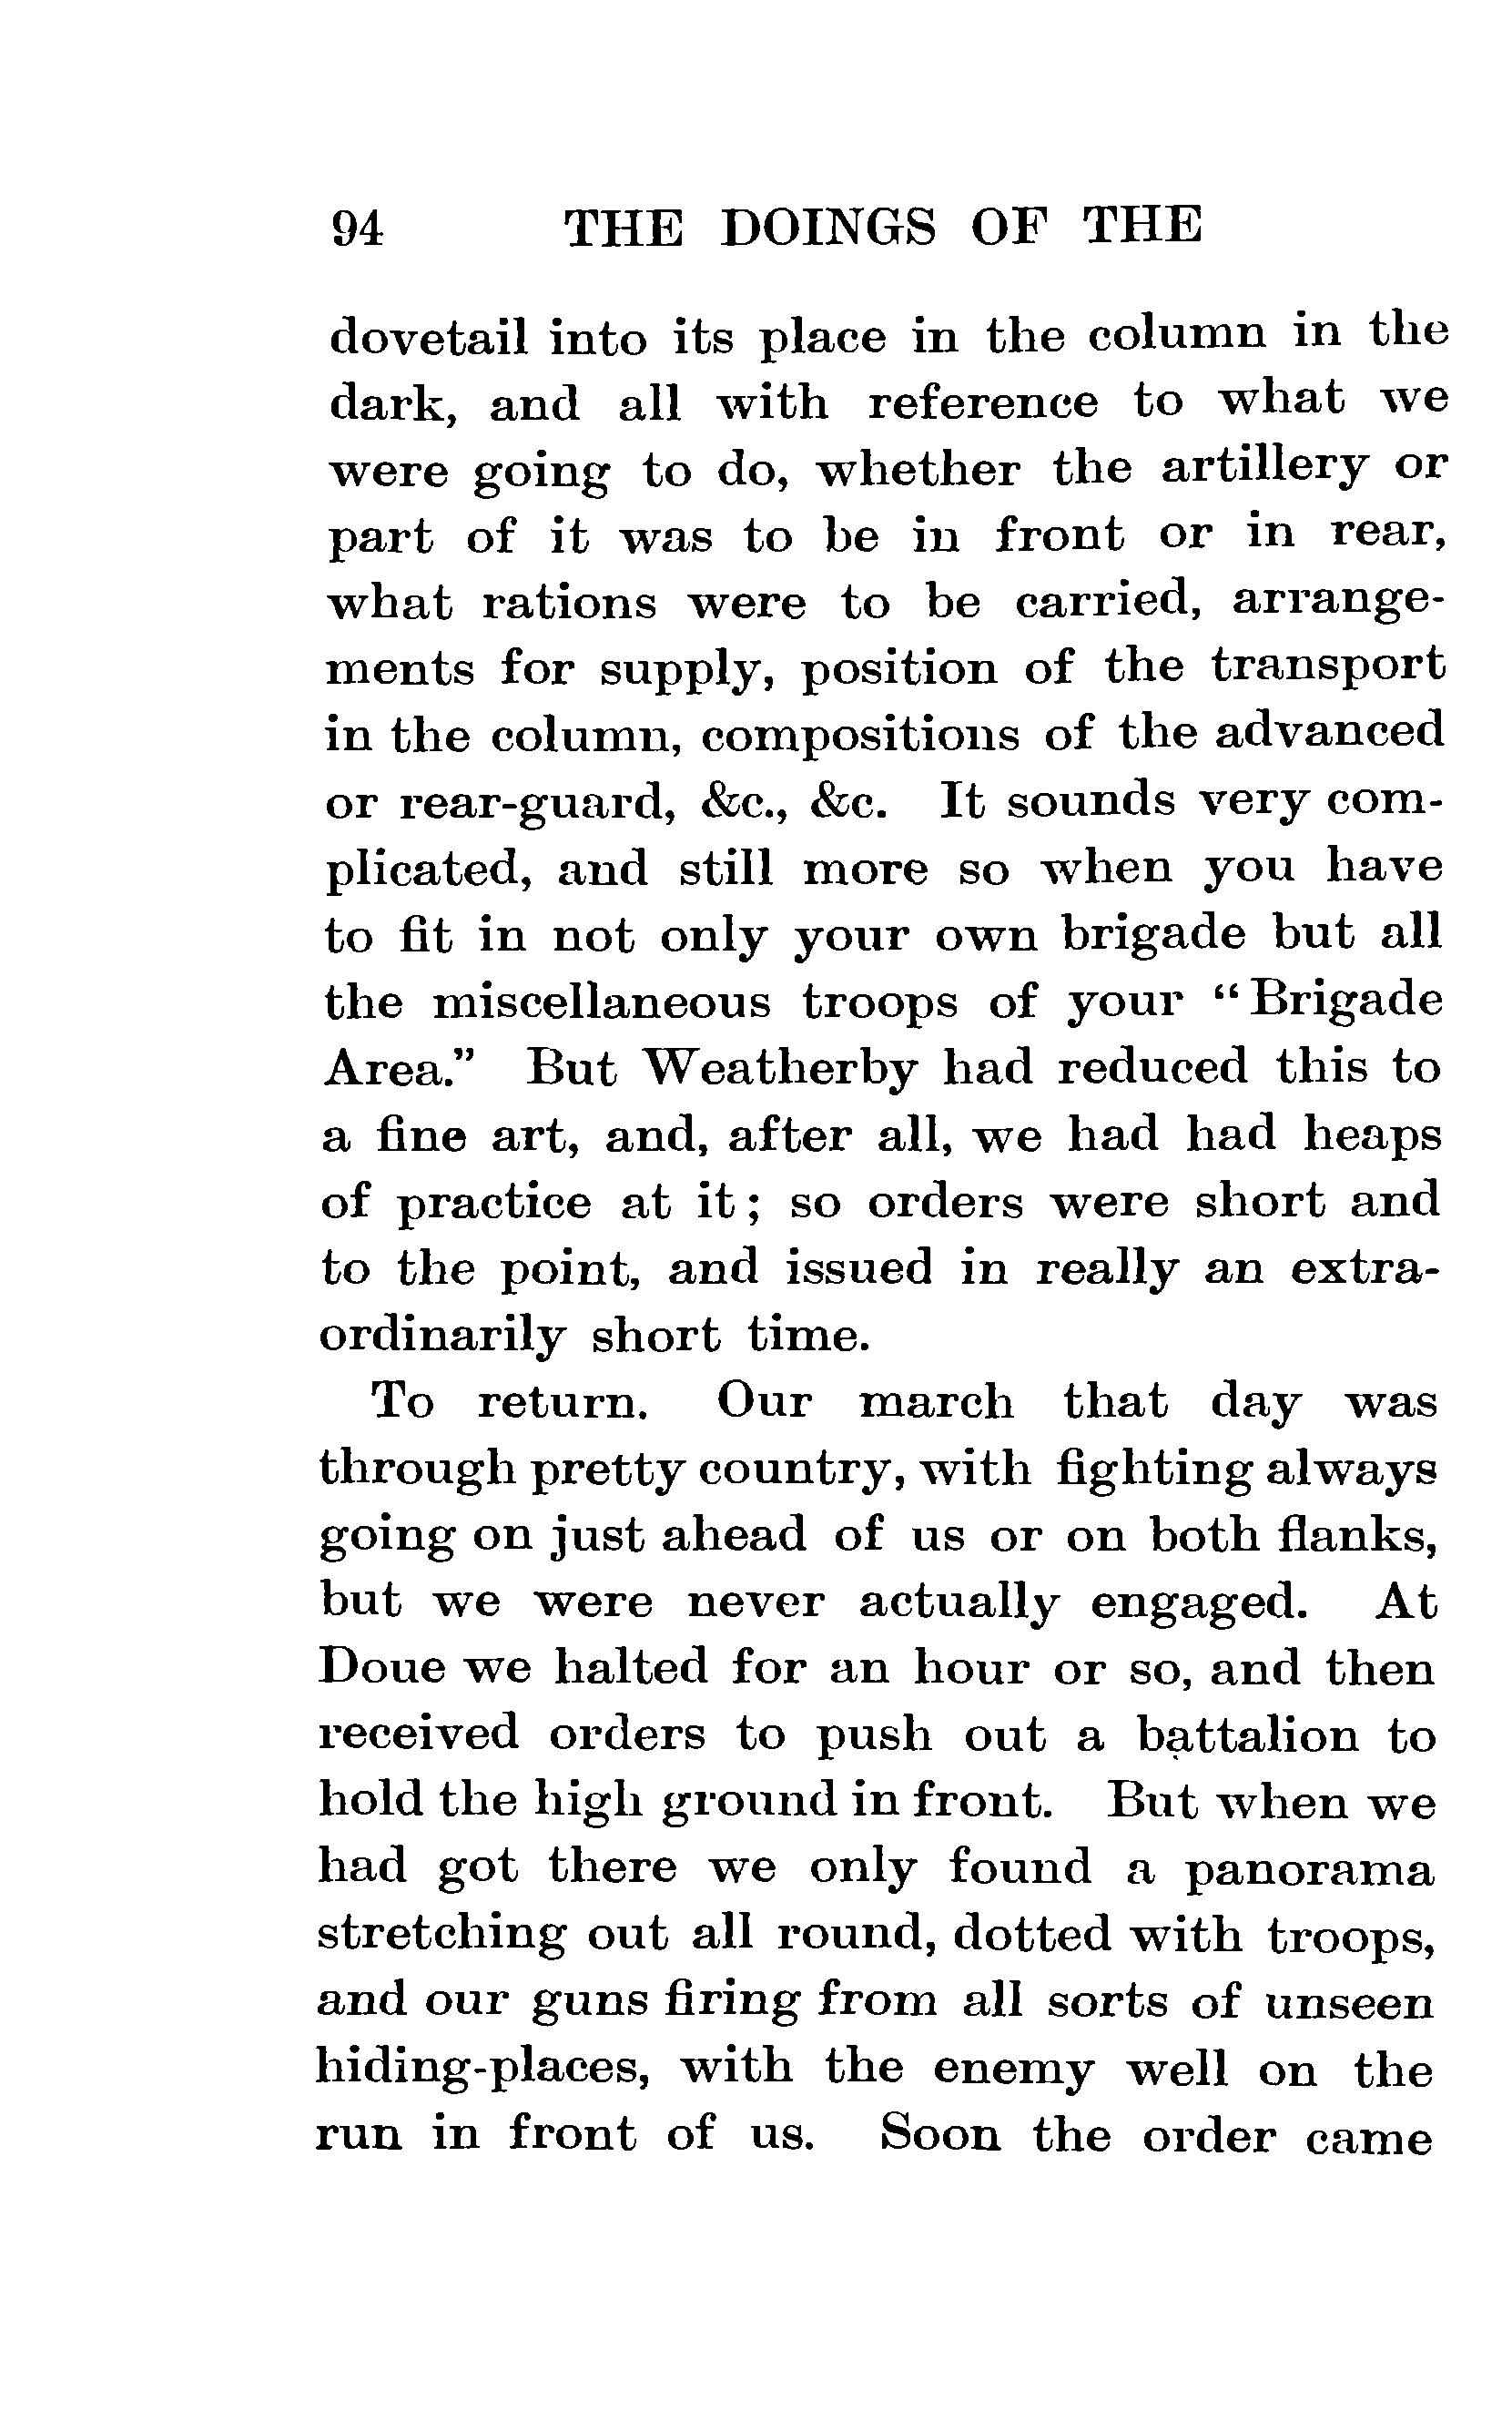 94 THE DOINGS OF THE
dovetail into its place in the column in the
dark, and all with reference to what we
were going to do, whether the artillery or
part of it was to be in front or in rear,
what rations were to be carried, arrange-
ments for supply, position of the transport
in the column, compositions of the advanced
or rear-guard, &c., &c. It sounds very com-
plicated, and still more so when you have
to fit in not only your own brigade but all
the miscellaneous troops of your “Brigade
Area.” But Weatherby had reduced this to
a fine art, and, after all, we had had heaps
of practice at it; so orders were short and
to the point, and issued in really an extra-
ordinarily short time.
To return. Our march that day was
through pretty country, with fighting always
going on just ahead of us or on both flanks,
but we were never actually engaged. At
Doue we halted for an hour or so, and then
received orders to push out a battalion to
hold the high ground in front. But when we
had got there we only found a panorama
stretching out all round, dotted with troops,
and our guns firing from all sorts of unseen
hiding-places, with the enemy well on the
run in front of us. Soon the order came